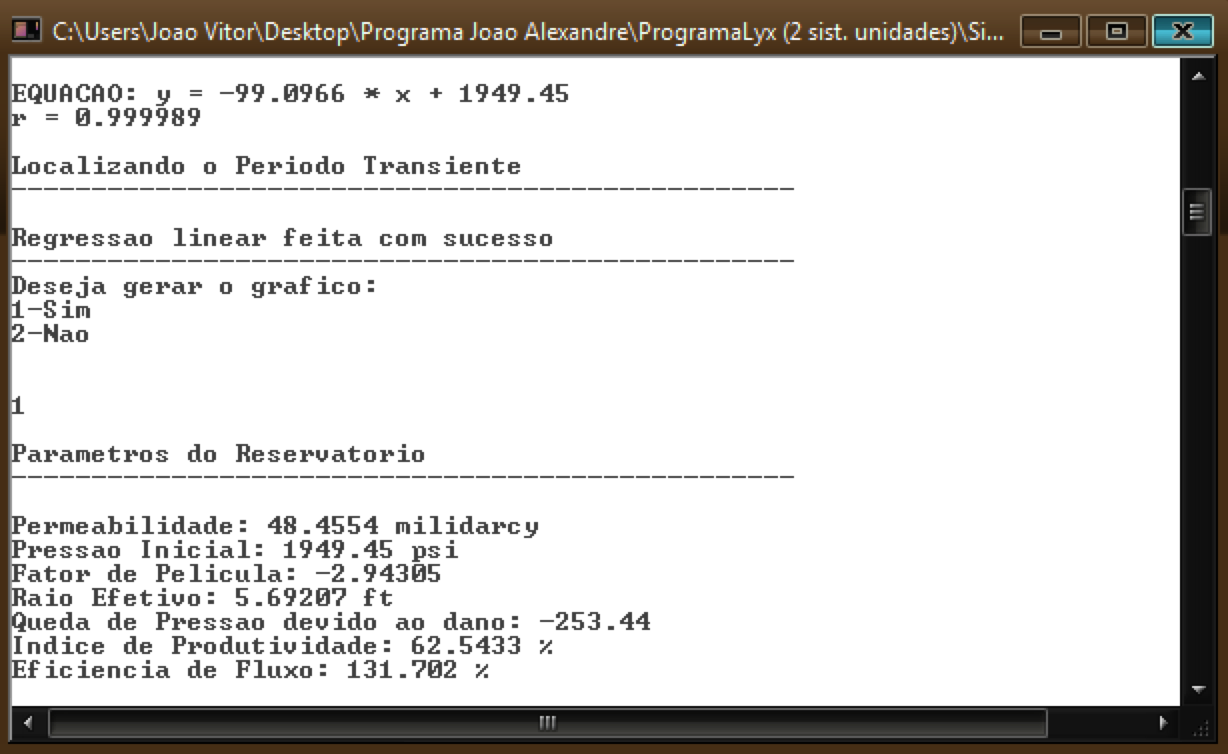 C:\Users\Joao Vitor\Desktop\Programa Joao Alexandre\ProgramaLyx (2 sist. unidades)\Si...
EQUACAO: y = -99.0966 * x + 1949.45
r = 0.999989
Localizando o Periodo Transiente
-------------------------------------------------
Regressao linear feita com sucesso
-------------------------------------------------
Deseja gerar o grafico:
1-Sim
2-Nao
1
Parametros do Reservatorio
-------------------------------------------------
Permeabilidade: 48.4554 milidarcy
Pressao Inicial: 1949.45 psi
Fator de Pelicula: -2.94305
Raio Efetivo: 5.69207 ft
Queda de Pressao devido ao dano: -253.44
Indice de Produtividade: 62.5433 %
Eficiencia de Fluxo: 131.702 %